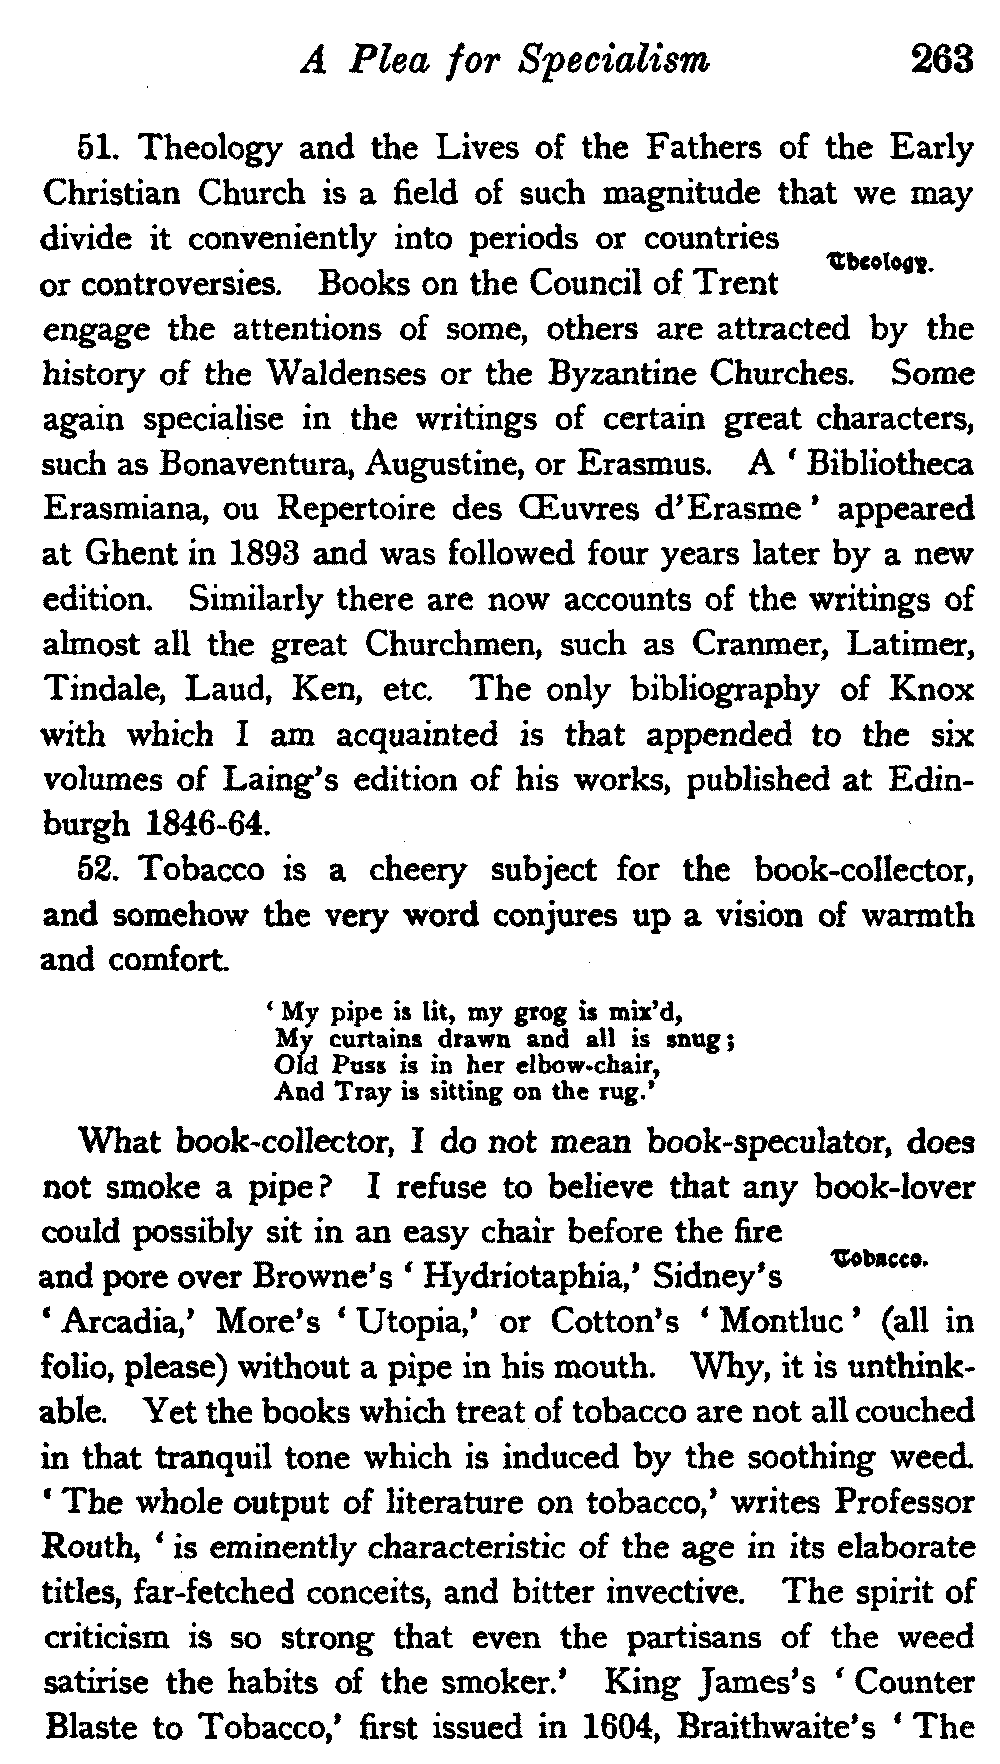 A Plea for Specialism 263
51. Theology and the Lives of the Fathers of the Early
Christian Church is a field of such magnitude that we may
divide it conveniently into periods or countries
Theology.
or controversies. Books on the Council of Trent
engage the attentions of some, others are attracted by the
history of the Waldenses or the Byzantine Churches. Some
again specialise in the writings of certain great characters,
such as Bonaventura, Augustine, or Erasmus. A ‘ Bibliotheca
Erasmiana, ou Repertoire des Œuvres d’Erasme ’ appeared
at Ghent in 1893 and was followed four years later by a new
edition. Similarly there are now accounts of the writings of
almost all the great Churchmen, such as Cranmer, Latimer,
Tindale, Laud, Ken, etc. The only bibliography of Knox
with which I am acquainted is that appended to the six
volumes of Laing’s edition of his works, published at Edin-
burgh 1846-64.
52. Tobacco is a cheery subject for the book-collector,
and somehow the very word conjures up a vision of warmth
and comfort.
‘ My pipe is lit, my grog is mix’d,
My curtains drawn and all is snug ;
Old Puss is in her elbow-chair,
And Tray is sitting on the rug.’
What book-collector, I do not mean book-speculator, does
not smoke a pipe? I refuse to believe that any book-lover
could possibly sit in an easy chair before the fire
Tobacco.
and pore over Browne’s ‘ Hydriotaphia,’ Sidney’s
‘ Arcadia,’ More’s ‘ Utopia,’ or Cotton’s ‘ Montluc ’ (all in
folio, please) without a pipe in his mouth. Why, it is unthink-
able. Yet the books which treat of tobacco are not all couched
in that tranquil tone which is induced by the soothing weed.
‘ The whole output of literature on tobacco,’ writes Professor
Routh, ‘ is eminently characteristic of the age in its elaborate
titles, far-fetched conceits, and bitter invective. The spirit of
criticism is so strong that even the partisans of the weed
satirise the habits of the smoker.’ King James’s ‘ Counter
Blaste to Tobacco,’ first issued in 1604, Braithwaite’s ‘ The